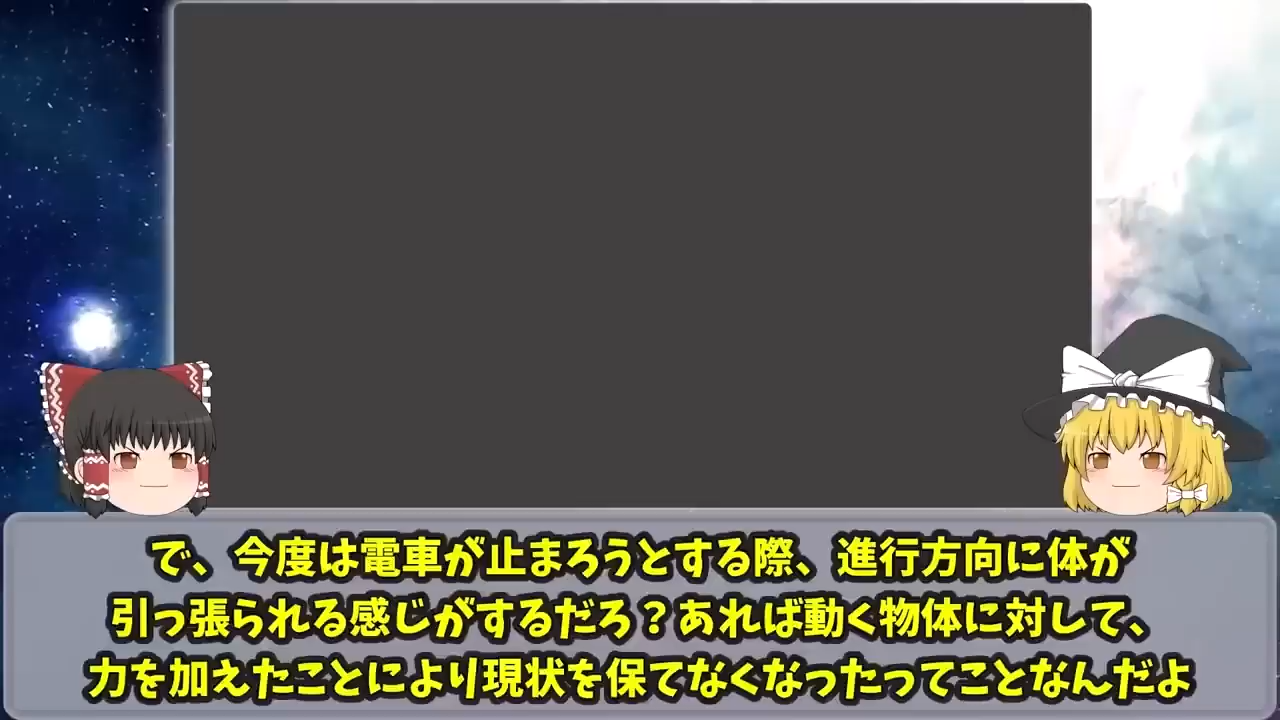 で、今度は電車が止まろうとする際、進行方向に体が
引っ張られる感じがするだろ？あれば動く物体に対して、
力を加えたことにより現状を保てなくなったってことなんだよ